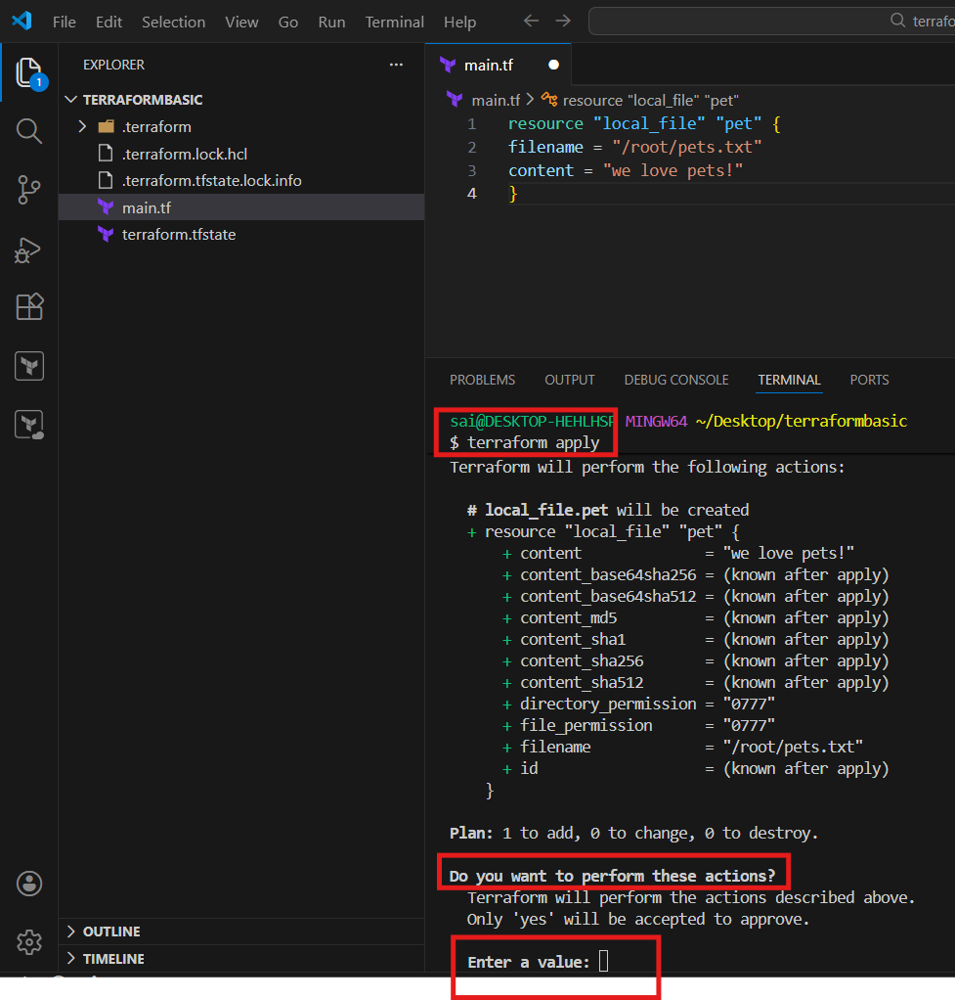 File Edit Selection View Go Run Terminal Help
terrafo
EXPLORER
1
TERRAFORMBASIC
.terraform
.terraform.lock.hcl
.terraform.tfstate.lock.info
main.tf
terraform.tfstate
OUTLINE
TIMELINE
main.tf
main.tf > resource "local_file" "pet"
1 resource "local_file" "pet" {
2 filename = "/root/pets.txt"
3 content = "we love pets!"
4 }
PROBLEMS OUTPUT DEBUG CONSOLE TERMINAL PORTS
sai@DESKTOP-HEHLHSP MINGW64 ~/Desktop/terraformbasic
$ terraform apply
Terraform will perform the following actions:
# local_file.pet will be created
+ resource "local_file" "pet" {
+ content = "we love pets!"
+ content_base64sha256 = (known after apply)
+ content_base64sha512 = (known after apply)
+ content_md5 = (known after apply)
+ content_sha1 = (known after apply)
+ content_sha256 = (known after apply)
+ content_sha512 = (known after apply)
+ directory_permission = "0777"
+ file_permission = "0777"
+ filename = "/root/pets.txt"
+ id = (known after apply)
}
Plan: 1 to add, 0 to change, 0 to destroy.
Do you want to perform these actions?
Terraform will perform the actions described above.
Only 'yes' will be accepted to approve.
Enter a value: